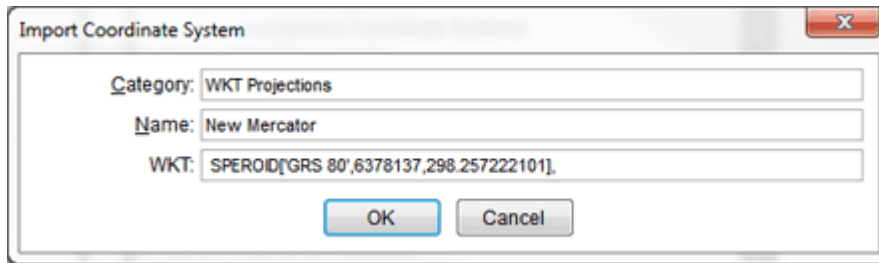 Import Coordinate System
Category: WKT Projections
Name: New Mercator
WKT: SPEROID['GRS 80',6378137,298.257222101],
OK Cancel